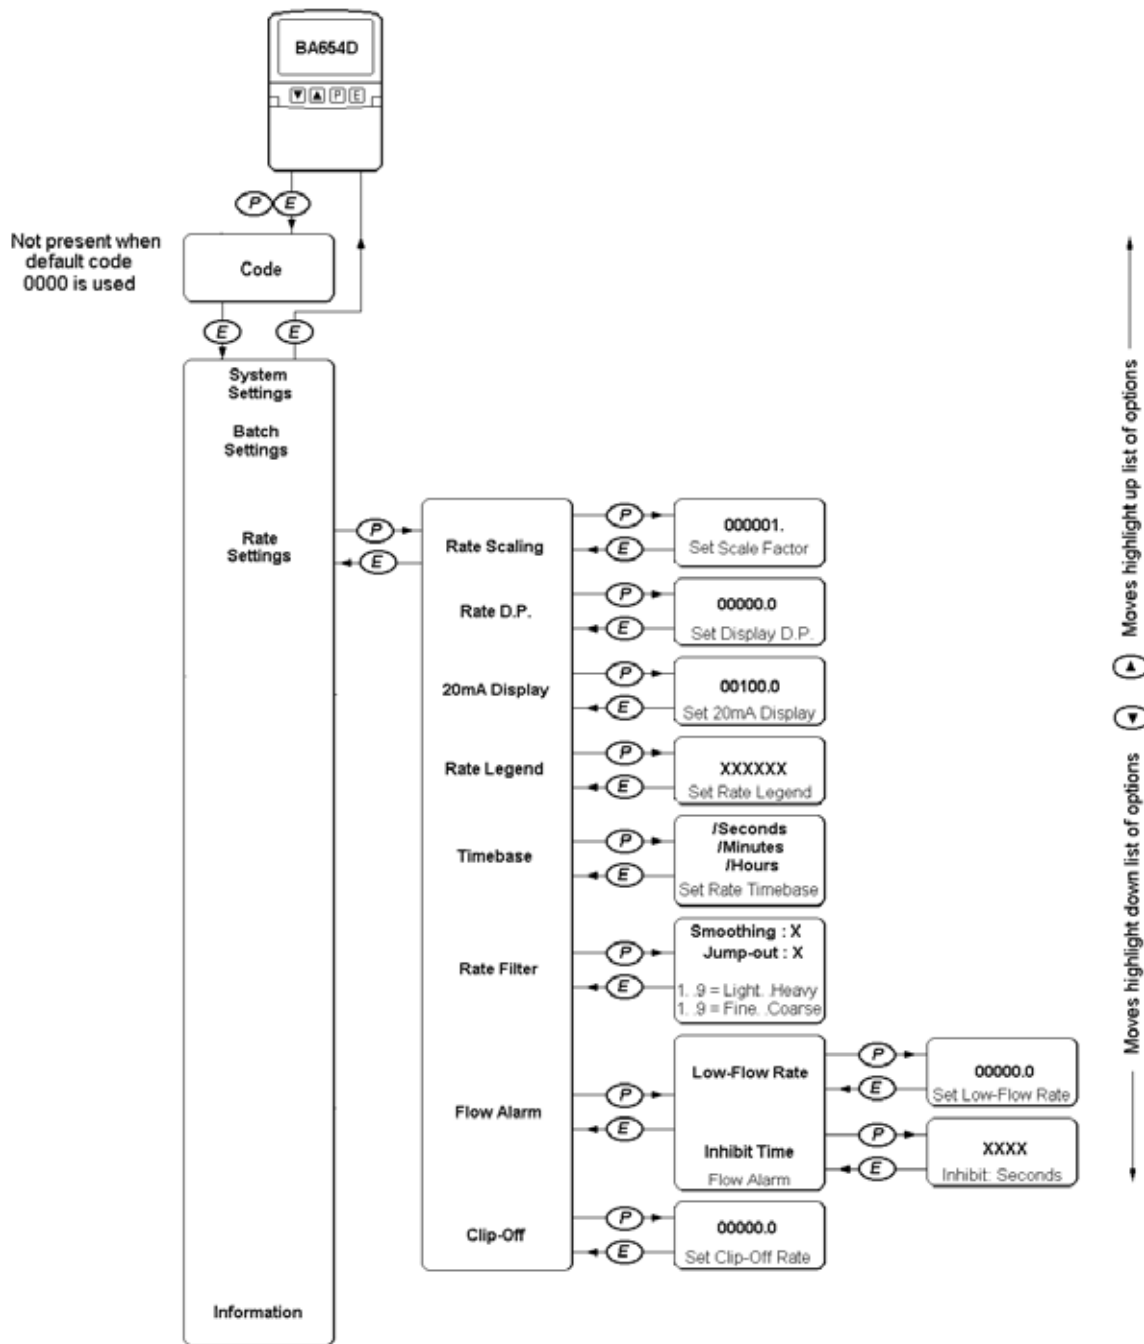 BA654D
▼ ▲ P E
P E
Not present when
default code
0000 is used
Code
E E
System
Settings
Batch
Settings
Rate
Settings
P
E
Information
Rate Scaling
P
E
000001.
Set Scale Factor
Rate D.P.
P
E
00000.0
Set Display D.P.
20mA Display
P
E
00100.0
Set 20mA Display
Rate Legend
P
E
XXXXXX
Set Rate Legend
Timebase
P
E
/Seconds
/Minutes
/Hours
Set Rate Timebase
Rate Filter
P
E
Smoothing : X
Jump-out : X
1. .9 = Light. .Heavy
1. .9 = Fine. .Coarse
Flow Alarm
P
E
Low-Flow Rate
P
E
00000.0
Set Low-Flow Rate
Inhibit Time
Flow Alarm
P
E
XXXX
Inhibit: Seconds
Clip-Off
P
E
00000.0
Set Clip-Off Rate
Moves highlight down list of options ▼ ▲ Moves highlight up list of options